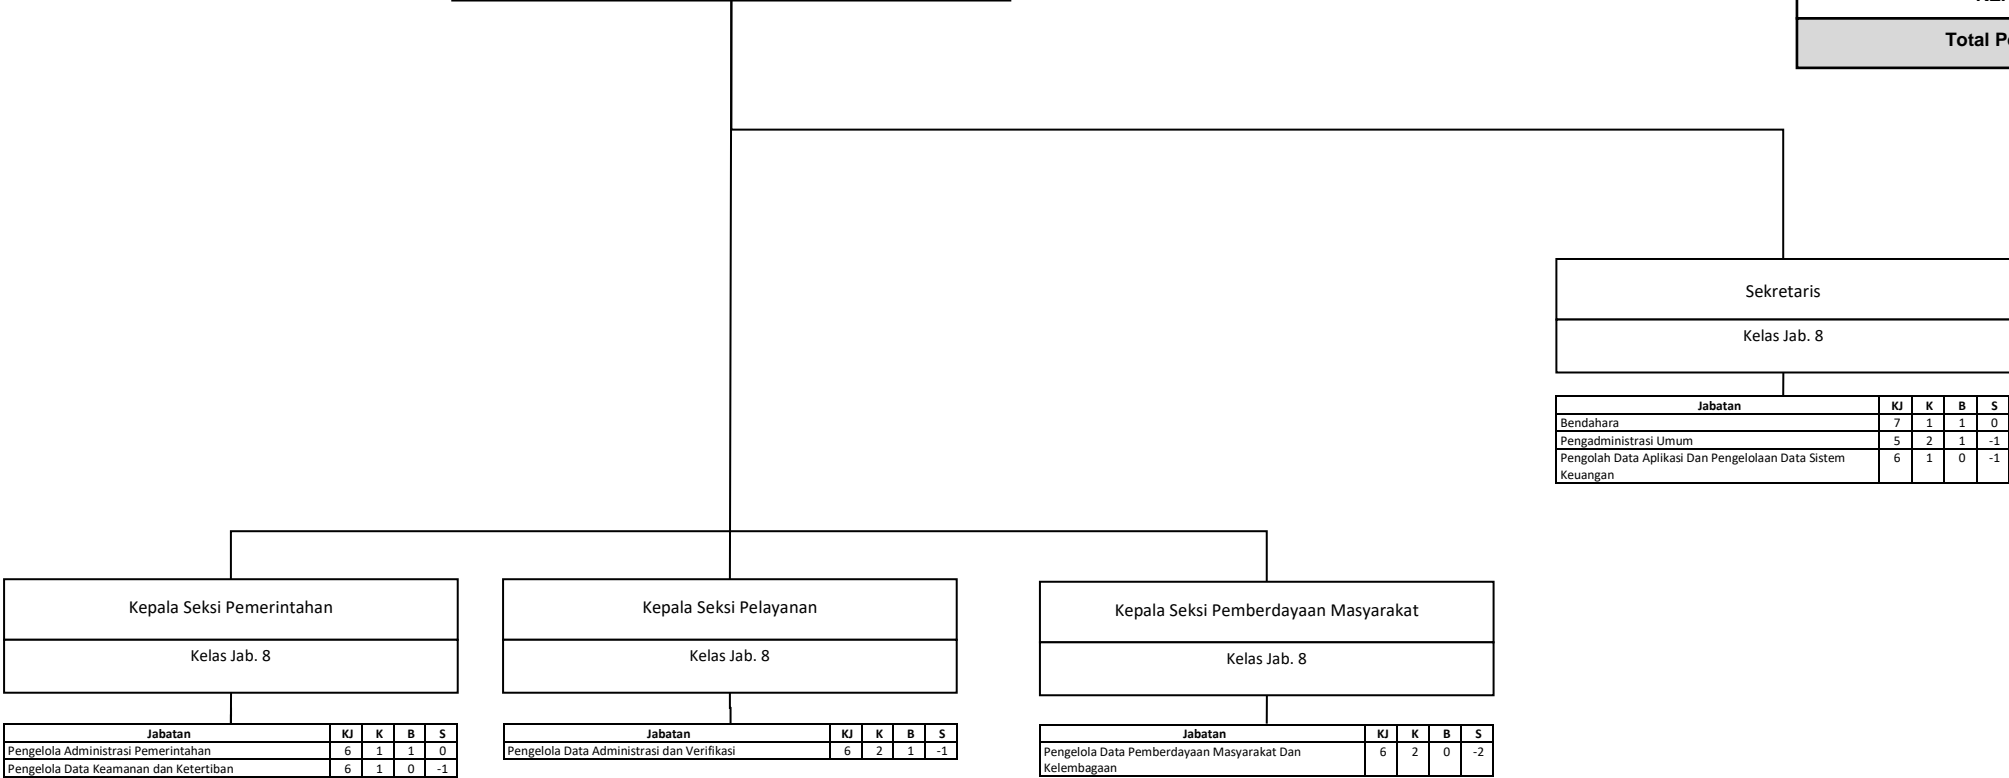 Total
Sekretaris
Kelas Jab. 8
Jabatan KJ K B S
Bendahara 7 1 1 0
Pengadministrasi Umum 5 2 1 -1
Pengolah Data Aplikasi Dan Pengelolaan Data Sistem 6 1 0 -1
Keuangan
Kepala Seksi Pemerintahan
Kelas Jab. 8
Jabatan KJ K B S
Pengelola Administrasi Pemerintahan 6 1 1 0
Pengelola Data Keamanan dan Ketertiban 6 1 0 -1
Kepala Seksi Pelayanan
Kelas Jab. 8
Jabatan KJ K B S
Pengelola Data Administrasi dan Verifikasi 6 2 1 -1
Kepala Seksi Pemberdayaan Masyarakat
Kelas Jab. 8
Jabatan KJ K B S
Pengelola Data Pemberdayaan Masyarakat Dan 6 2 0 -2
Kelembagaan